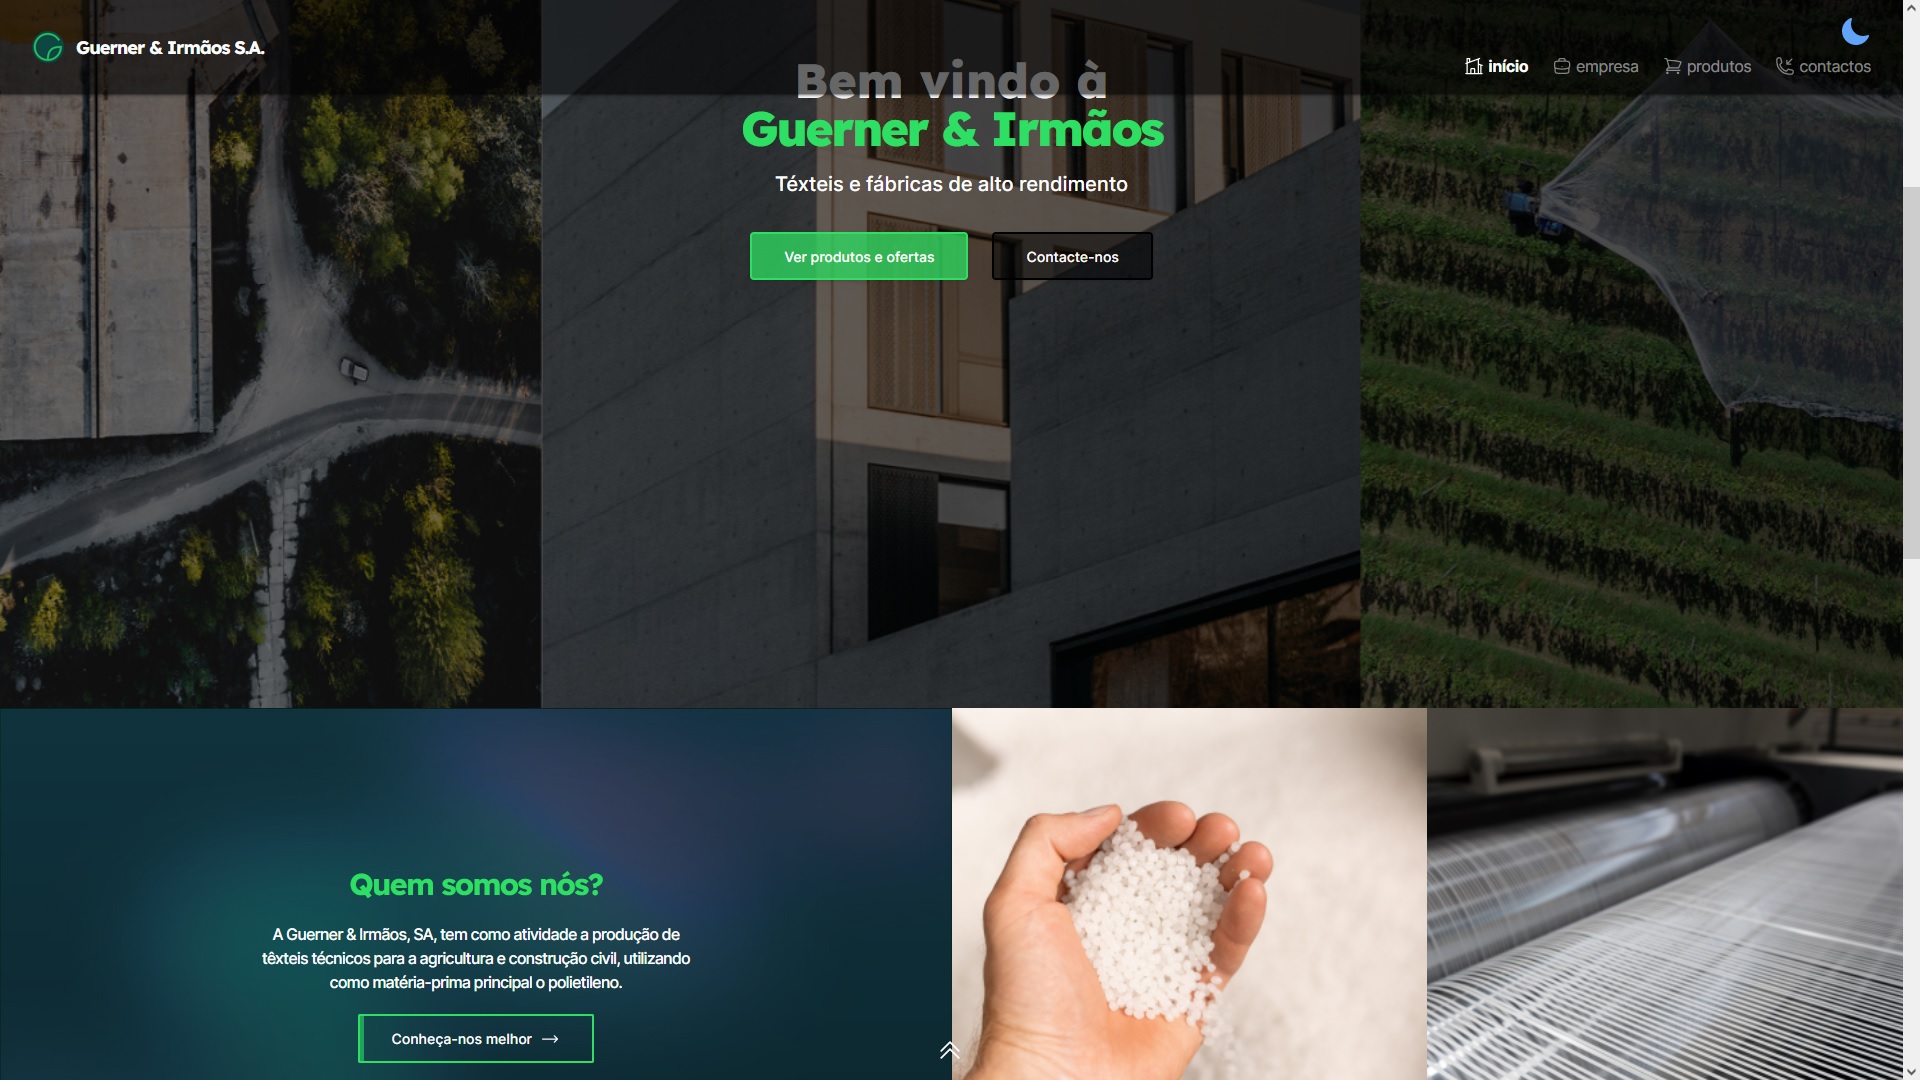 Guerner & Irmãos S.A.
início
empresa
produtos
contactos
Bem vindo à
Guerner & Irmãos
Téxteis e fábricas de alto rendimento
Ver produtos e ofertas
Contacte-nos
Quem somos nós?
A Guerner & Irmãos, SA, tem como atividade a produção de
têxteis técnicos para a agricultura e construção civil, utilizando
como matéria-prima principal o polietileno.
Conheça-nos melhor